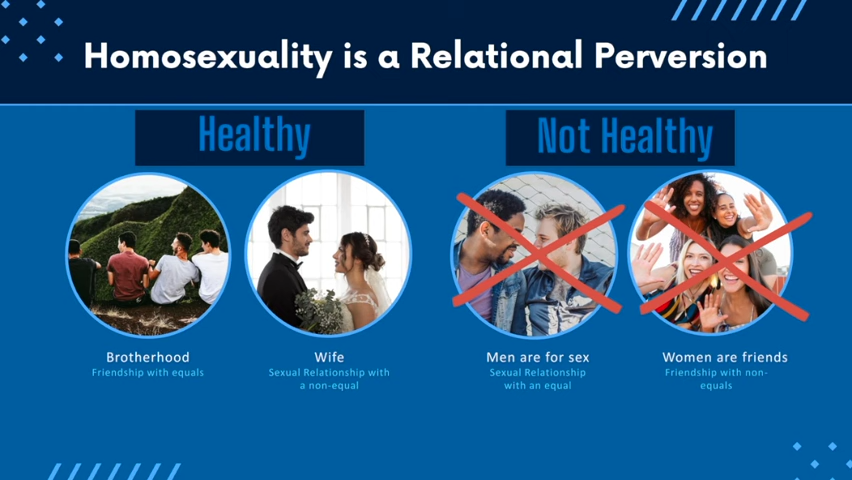 Homosexuality is a Relational Perversion
Healthy
Not Healthy
Brotherhood
Friendship with equals
Wife
Sexual Relationship with
a non-equal
Men are for sex
Sexual Relationship
with an equal
Women are friends
Friendship with non-
equals